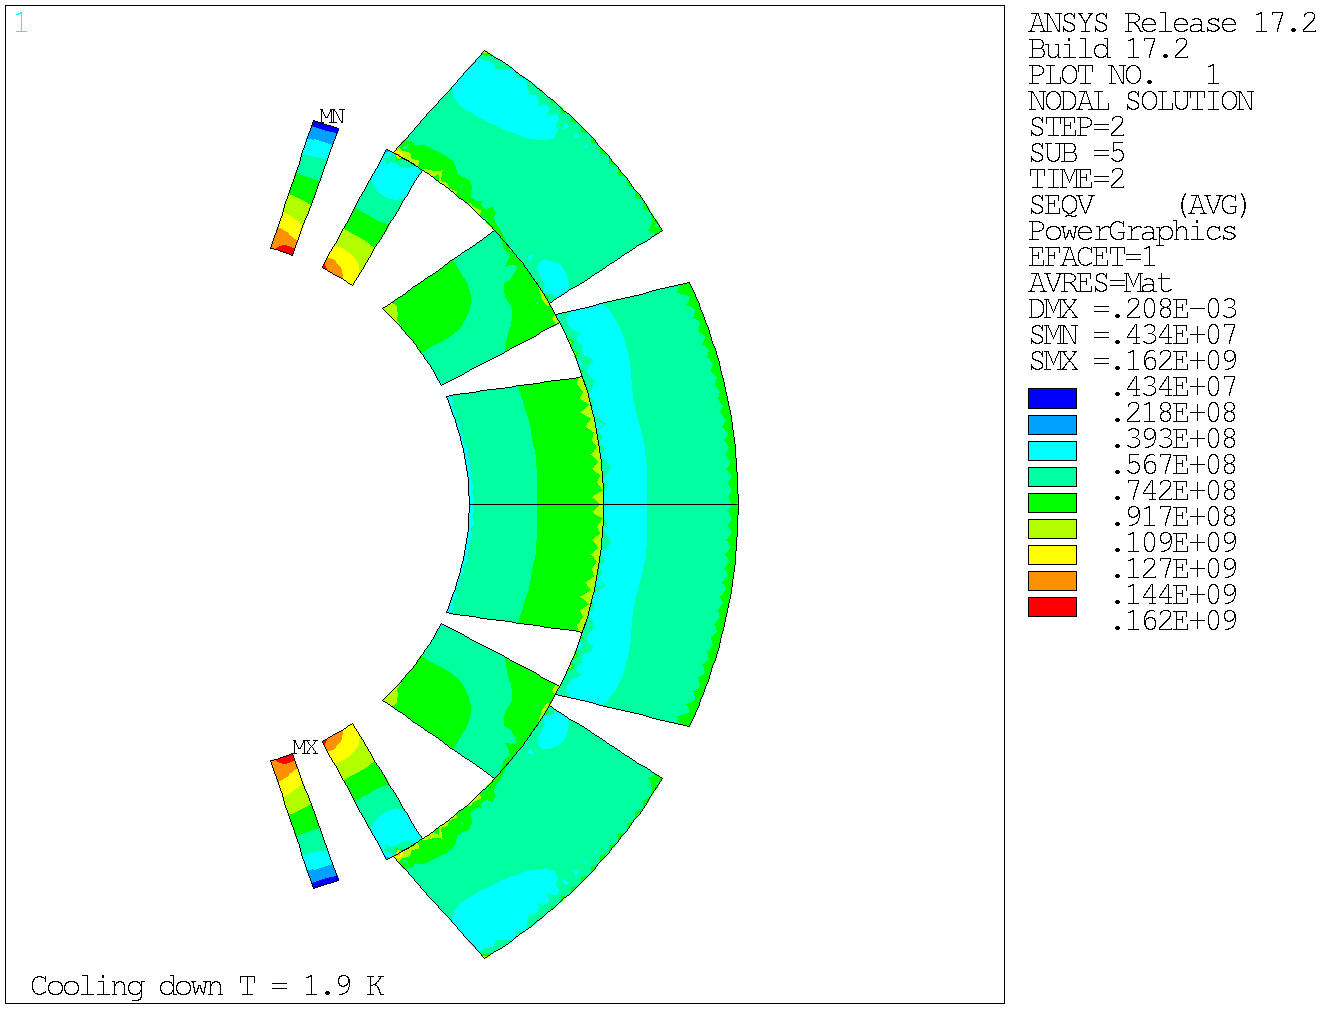 1
ANSYS Release 17.2
Build 17.2
PLOT NO.   1
NODAL SOLUTION
STEP=2
SUB =5
TIME=2
SEQV     (AVG)
PowerGraphics
EFACET=1
AVRES=Mat
DMX =.208E-03
SMN =.434E+07
SMX =.162E+09
.434E+07
.218E+08
.393E+08
.567E+08
.742E+08
.917E+08
.109E+09
.127E+09
.144E+09
.162E+09
MN
MX
Cooling down T = 1.9 K